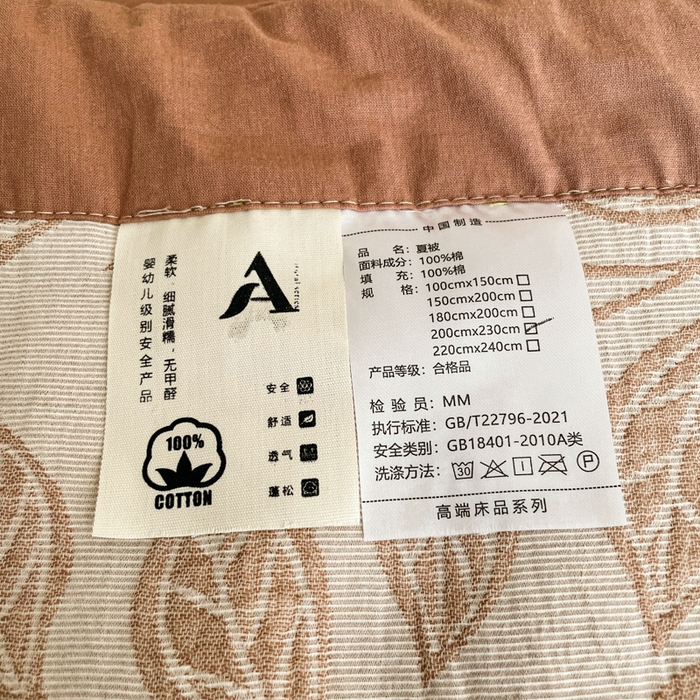 柔软、细腻滑糯,无甲醛
婴幼儿级别安全产品
A
安全
舒适
透气
蓬松
100%
COTTON
中国制造
品 名:夏被
面料成分:100%棉
填 充:100%棉
规 格:100cmx150cm
150cmx200cm
180cmx200cm
200cmx230cm
220cmx240cm
产品等级:合格品
检 验 员:MM
执行标准:GB/T22796-2021
安全类别:GB18401-2010A类
洗涤方法:
P
高端床品系列